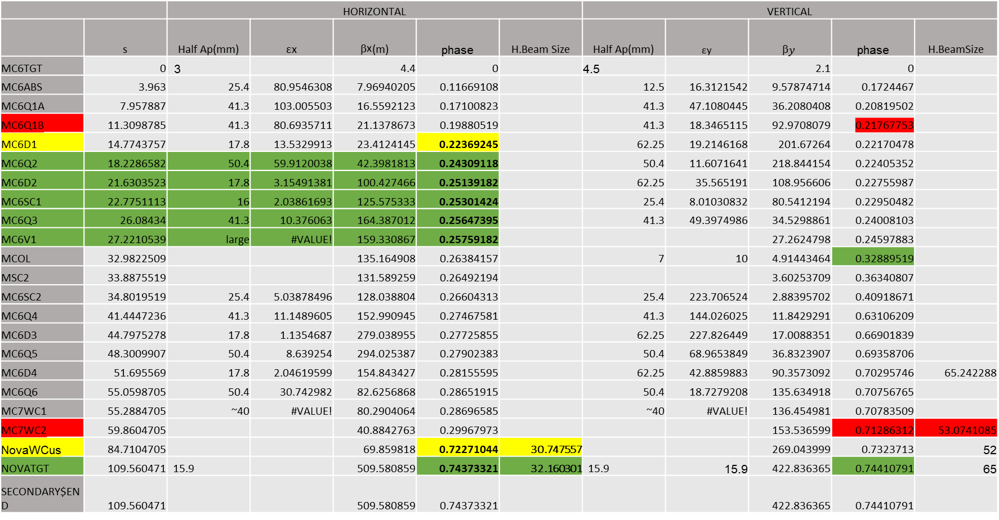 HORIZONTAL VERTICAL
s Half Ap(mm) εx βx(m) phase H.Beam Size Half Ap(mm) εy βy phase H.BeamSize
MC6TGT 0 3 4.4 0 4.5 2.1 0
MC6ABS 3.963 25.4 80.9546308 7.96940205 0.11669108 12.5 16.3121542 9.57874714 0.1724467
MC6Q1A 7.957887 41.3 103.005503 16.5592123 0.17100823 41.3 47.1080445 36.2080408 0.20819502
MC6Q1B 11.3098785 41.3 80.6935711 21.1378673 0.19880519 41.3 18.3465115 92.9708079 0.21767753
MC6D1 14.7743757 17.8 13.5329913 23.4124145 0.22369245 62.25 19.2146168 201.67264 0.22170478
MC6Q2 18.2286582 50.4 59.9120038 42.3981813 0.24309118 50.4 11.6071641 218.844154 0.22405352
MC6D2 21.6303523 17.8 3.15491381 100.427466 0.25139182 62.25 35.565191 108.956606 0.22755987
MC6SC1 22.7751113 16 2.03861693 125.575333 0.25301424 25.4 8.01030832 80.5412194 0.22950482
MC6Q3 26.08434 41.3 10.376063 164.387012 0.25647395 41.3 49.3974986 34.5298861 0.24008103
MC6V1 27.2210539 large #VALUE! 159.330867 0.25759182 27.2624798 0.24597883
MCOL 32.9822509 135.164908 0.26384157 7 10 4.91443464 0.32889519
MSC2 33.8875519 131.589259 0.26492194 3.60253709 0.36340807
MC6SC2 34.8019519 25.4 5.03878496 128.038804 0.26604313 25.4 223.706524 2.88395702 0.40918671
MC6Q4 41.4447236 41.3 11.1489605 152.990945 0.27467581 41.3 144.026025 11.8429291 0.63106209
MC6D3 44.7975278 17.8 1.1354687 279.038955 0.27725855 62.25 227.826449 17.0088351 0.66901839
MC6Q5 48.3009907 50.4 8.639254 294.025387 0.27902383 50.4 68.9653849 36.8323907 0.69358706
MC6D4 51.695569 17.8 2.04619599 154.843427 0.28155595 62.25 42.8859883 90.3573092 0.70295746 65.242288
MC6Q6 55.0598705 50.4 30.742982 82.6256868 0.28651915 50.4 18.7279208 135.634918 0.70756765
MC7WC1 55.2884705 ~40 #VALUE! 80.2904064 0.28696585 ~40 #VALUE! 136.454981 0.70783509
MC7WC2 59.8604705 40.8842763 0.29967973 153.536599 0.71286312 53.0741085
NovaWCus 84.7104705 69.859818 0.72271044 30.747557 269.043999 0.7323713 52
NOVATGT 109.560471 15.9 509.580859 0.74373321 32.160301 15.9 15.9 422.836365 0.74410791 65
SECONDARY$EN
D 109.560471 509.580859 0.74373321 422.836365 0.74410791